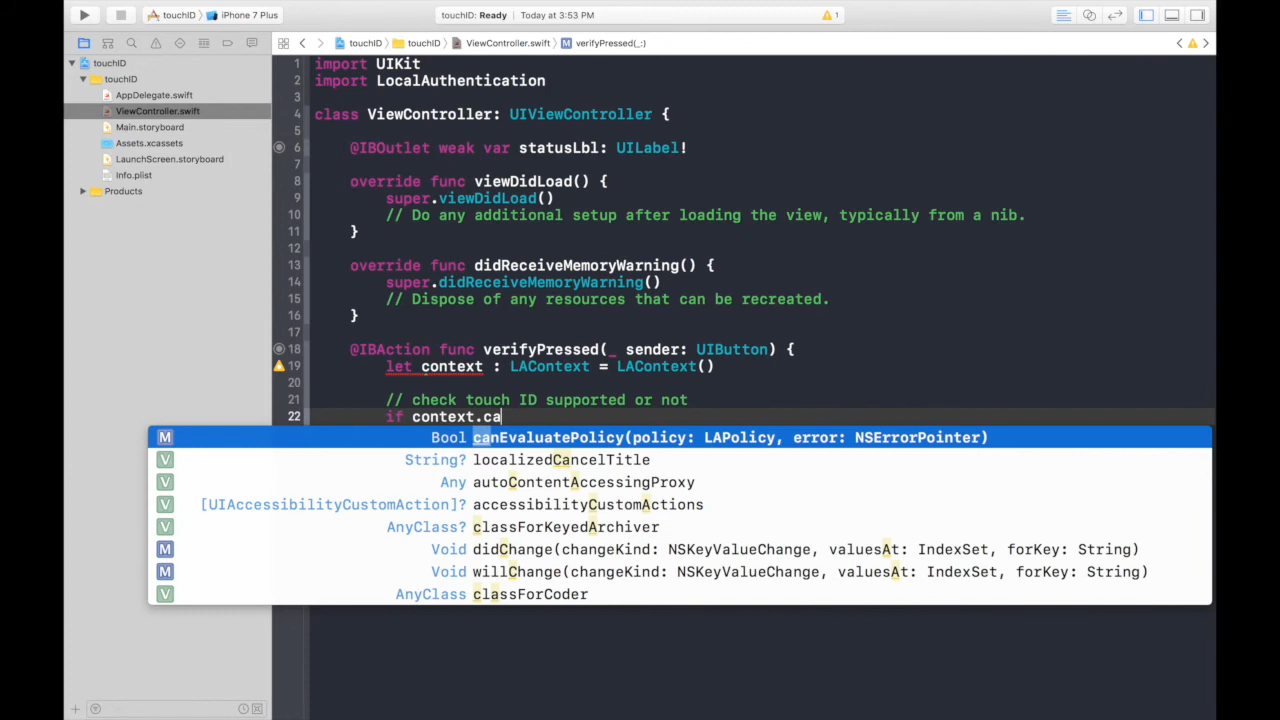 touchID 〉 iPhone 7 Plus
touchID: Ready
Today at 3:53 PM
1
touchID 〉 touchID 〉 ViewController.swift 〉 M verifyPressed(_:)
touchID
touchID
AppDelegate.swift
ViewController.swift
Main.storyboard
Assets.xcassets
LaunchScreen.storyboard
Info.plist
Products
1 import UIKit
2 import LocalAuthentication
3
4 class ViewController: UIViewController {
5
6 @IBOutlet weak var statusLbl: UILabel!
7
8 override func viewDidLoad() {
9 super.viewDidLoad()
10 // Do any additional setup after loading the view, typically from a nib.
11 }
12
13 override func didReceiveMemoryWarning() {
14 super.didReceiveMemoryWarning()
15 // Dispose of any resources that can be recreated.
16 }
17
18 @IBAction func verifyPressed(_ sender: UIButton) {
19 let context : LAContext = LAContext()
20
21 // check touch ID supported or not
22 if context.ca
M Bool canEvaluatePolicy(policy: LAPolicy, error: NSErrorPointer)
V String? localizedCancelTitle
V Any autoContentAccessingProxy
V [UIAccessibilityCustomAction]? accessibilityCustomActions
V AnyClass? classForKeyedArchiver
M Void didChange(changeKind: NSKeyValueChange, valuesAt: IndexSet, forKey: String)
M Void willChange(changeKind: NSKeyValueChange, valuesAt: IndexSet, forKey: String)
V AnyClass classForCoder